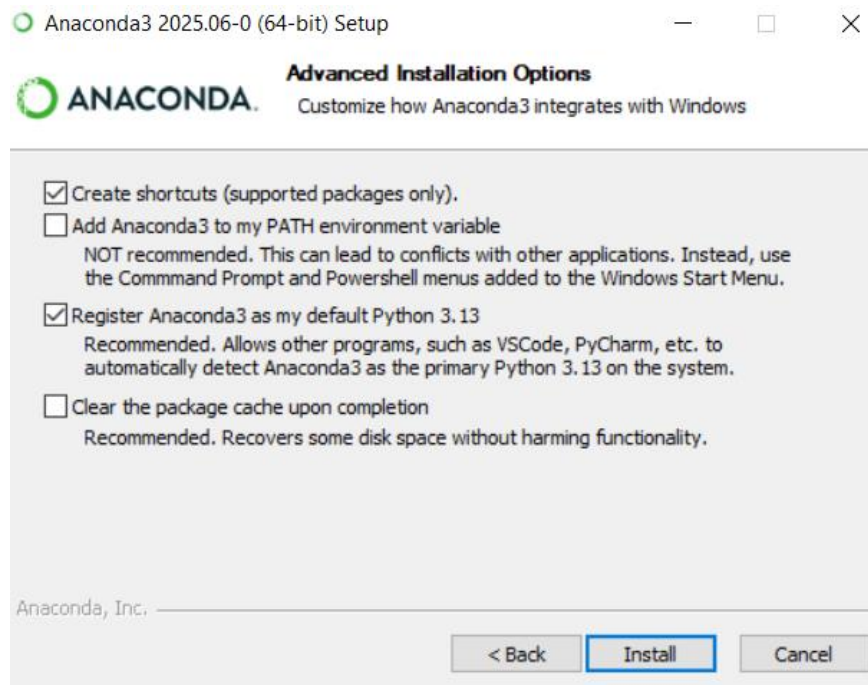 Anaconda3 2025.06-0 (64-bit) Setup
ANACONDA.
Advanced Installation Options
Customize how Anaconda3 integrates with Windows
Create shortcuts (supported packages only).
Add Anaconda3 to my PATH environment variable
NOT recommended. This can lead to conflicts with other applications. Instead, use
the Commmand Prompt and Powershell menus added to the Windows Start Menu.
Register Anaconda3 as my default Python 3.13
Recommended. Allows other programs, such as VSCode, PyCharm, etc. to
automatically detect Anaconda3 as the primary Python 3.13 on the system.
Clear the package cache upon completion
Recommended. Recovers some disk space without harming functionality.
Anaconda, Inc.
< Back
Install
Cancel